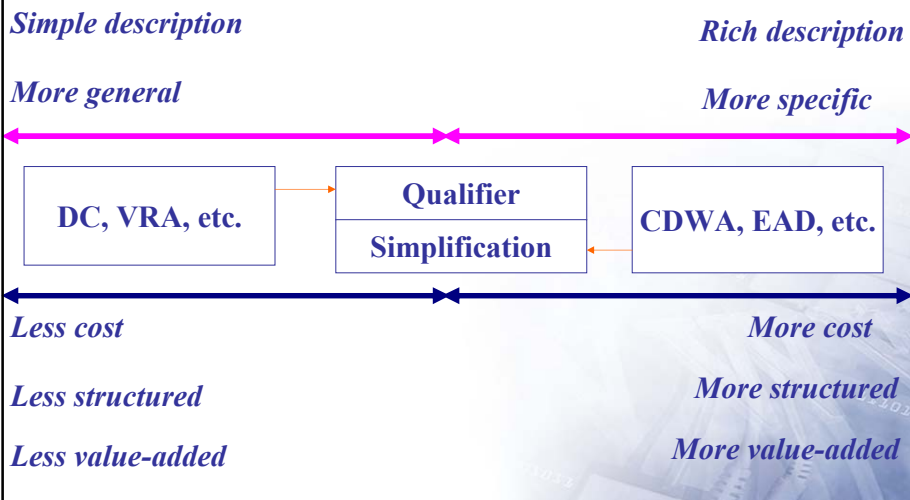 Simple description
Rich description
More general
More specific
DC, VRA, etc.
Qualifier
Simplification
CDWA, EAD, etc.
Less cost
More cost
Less structured
More structured
Less value-added
More value-added